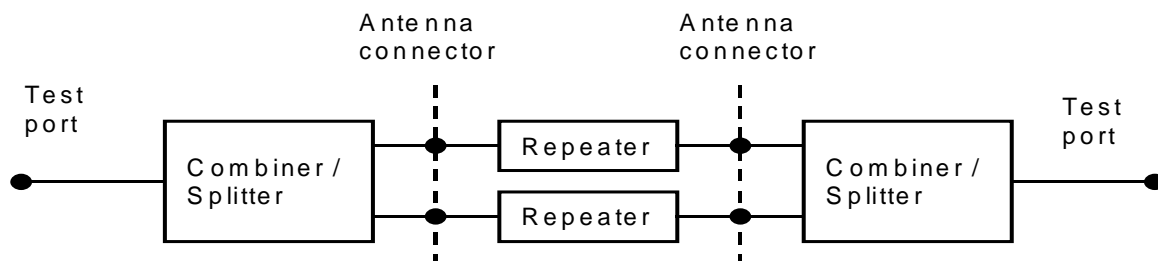 Antenna
connector
Antenna
connector
Test
port
Test
port
Combiner/
Splitter
Repeater
Repeater
Combiner/
Splitter